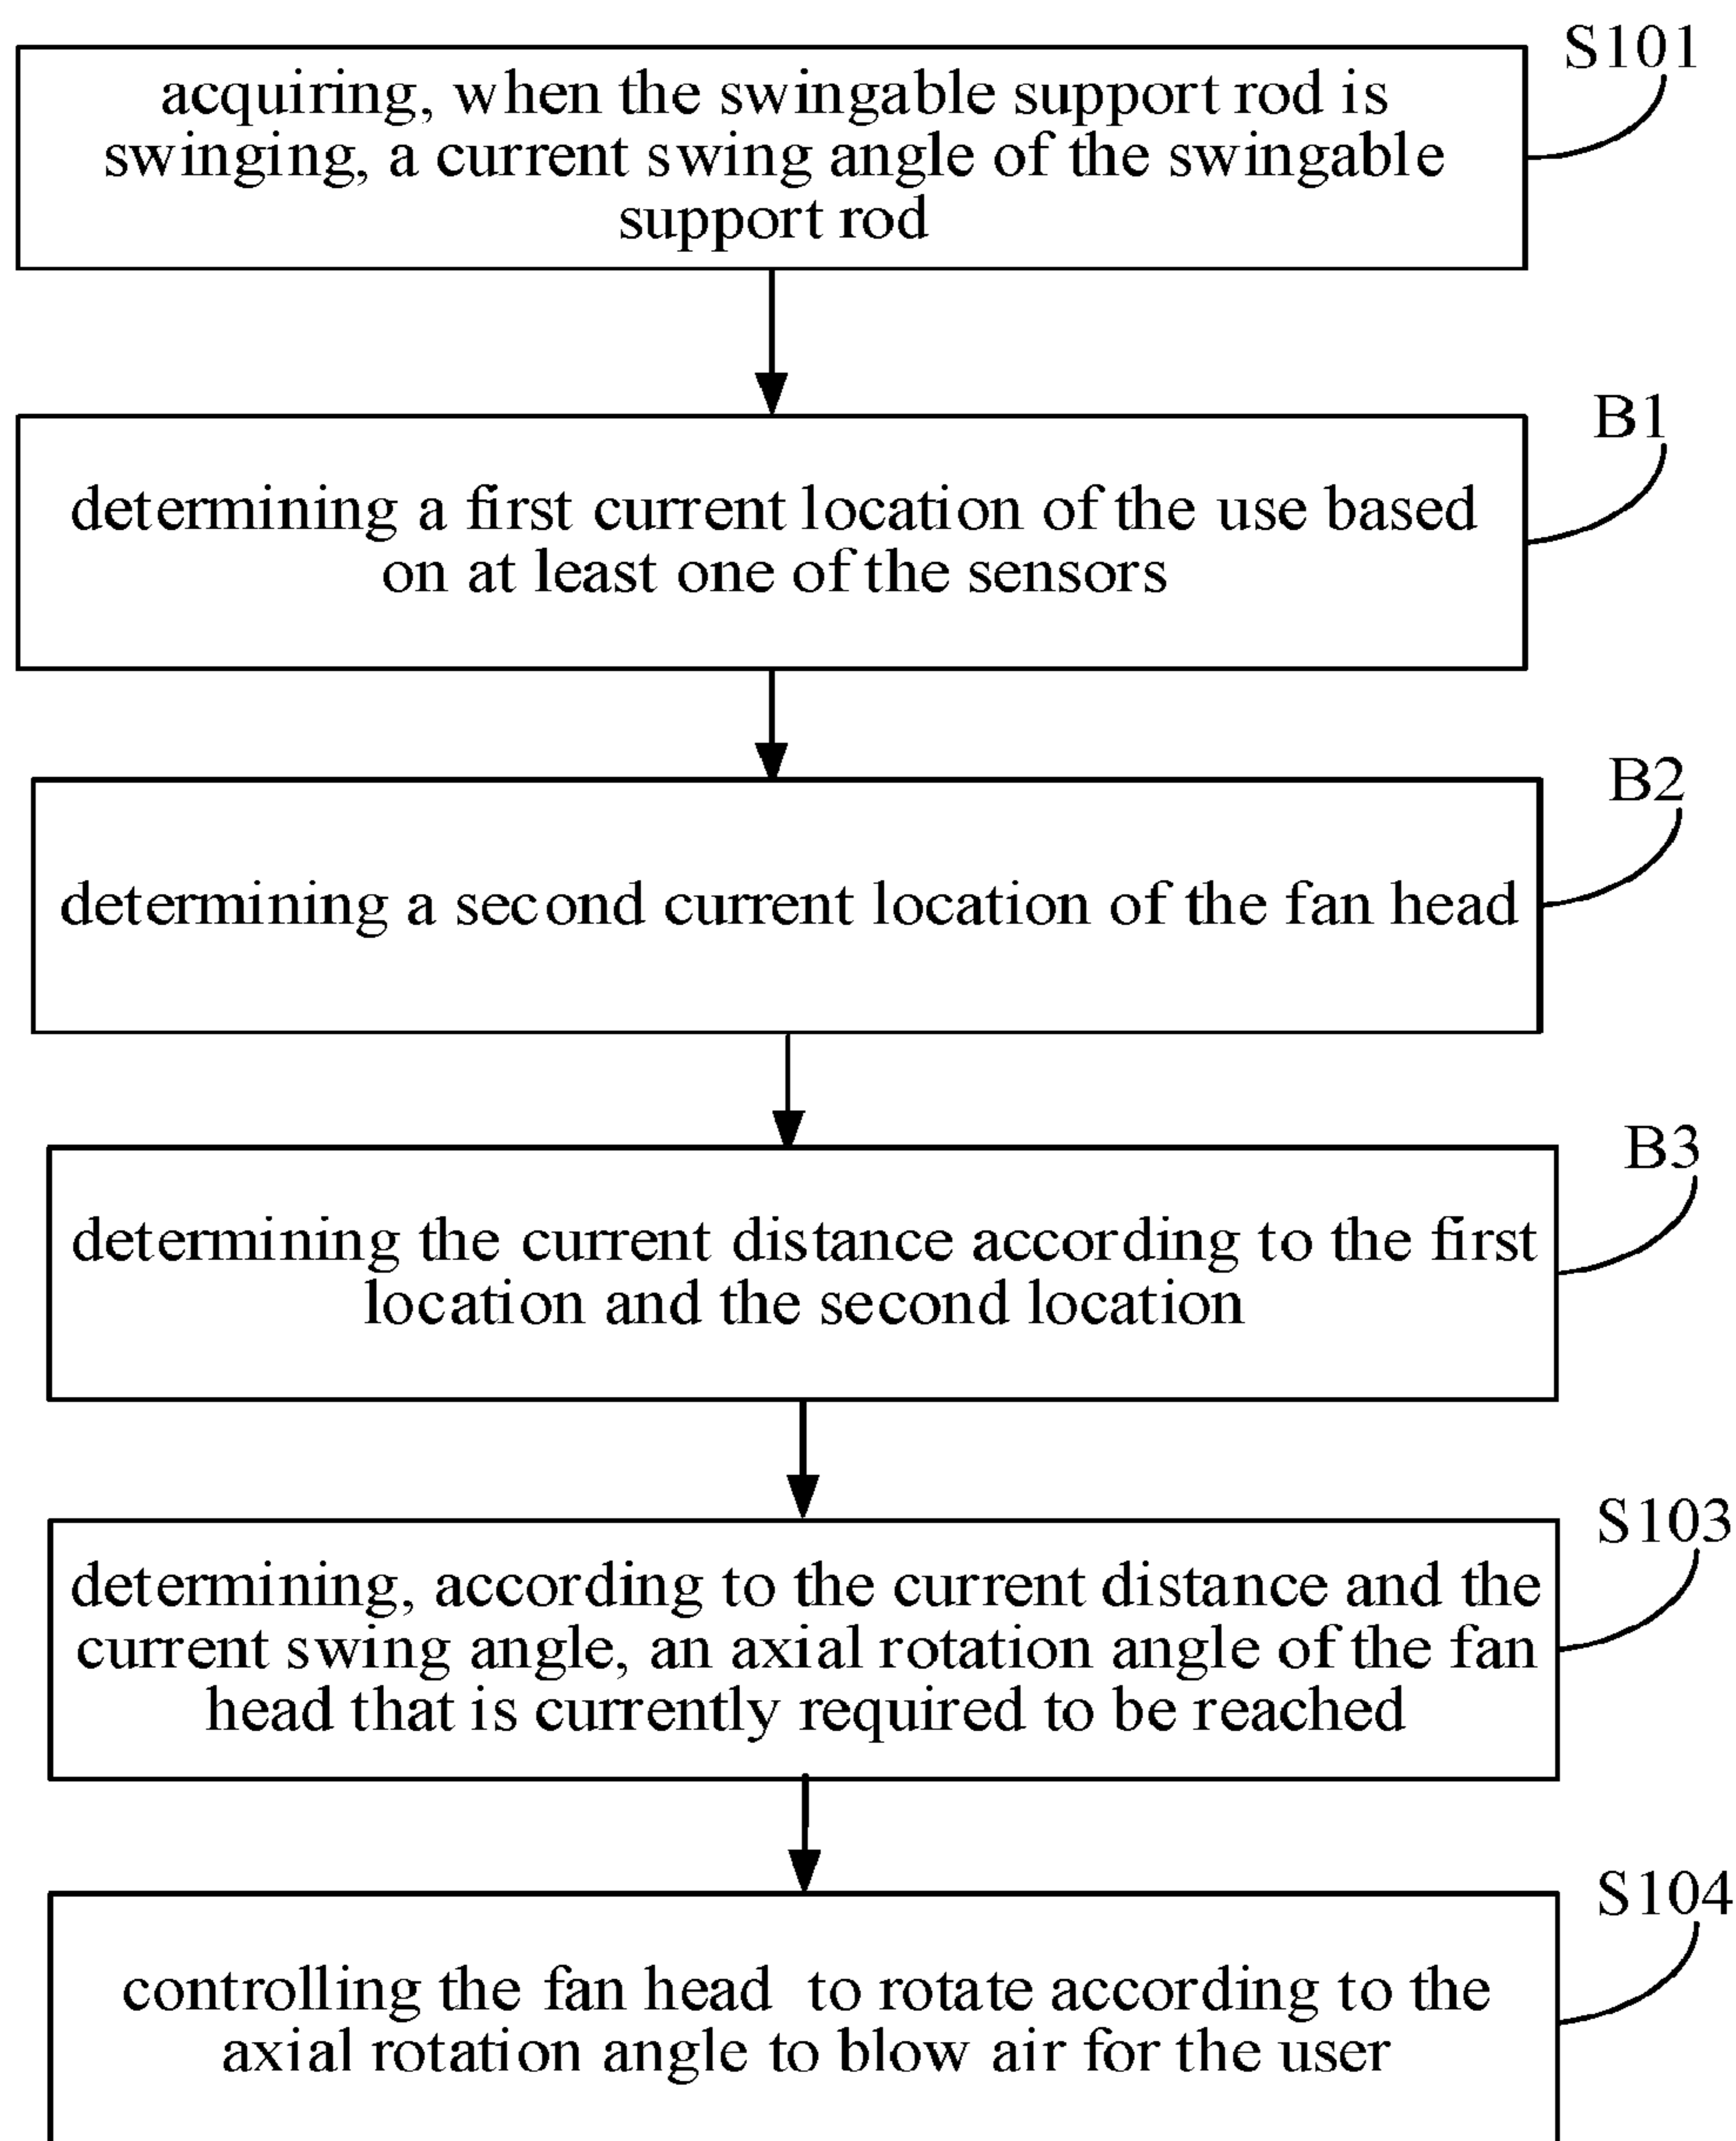 S101
acquiring, when the swingable support rod is
swinging, a current swing angle of the swingable
support rod
B1
determining a first current location of the use based
on at least one of the sensors
B2
determining a second current location of the fan head
B3
determining the current distance according to the first
location and the second location
S103
determining, according to the current distance and the
current swing angle, an axial rotation angle of the fan
head that is currently required to be reached
S104
controlling the fan head to rotate according to the
axial rotation angle to blow air for the user